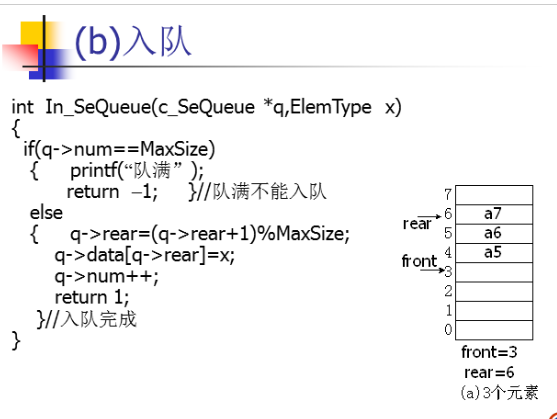 (b)入队
int In_SeQueue(c_SeQueue *q,ElemType x)
{
if(q->num==MaxSize)
{ printf(“队满”);
return –1; }//队满不能入队
else
{ q->rear=(q->rear+1)%MaxSize;
q->data[q->rear]=x;
q->num++;
return 1;
}//入队完成
}
7
rear 6 a7
5 a6
front 4 a5
3
2
1
0
front=3
rear=6
(a)3个元素